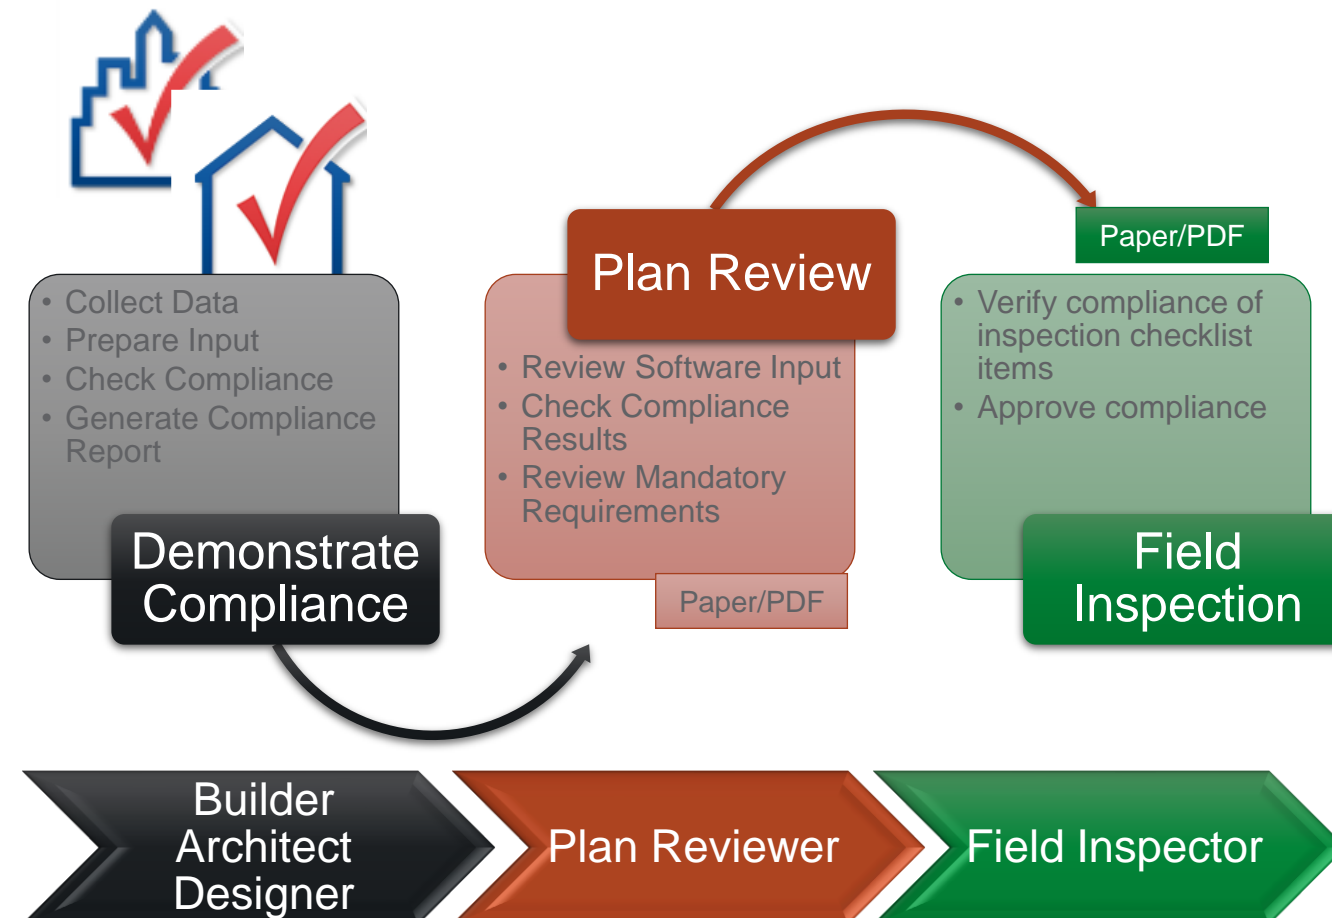 • Collect Data
• Prepare Input
• Check Compliance
• Generate Compliance
Report
Demonstrate
Compliance
Plan Review
• Review Software Input
• Check Compliance
Results
• Review Mandatory
Requirements
Paper/PDF
Paper/PDF
• Verify compliance of
inspection checklist
items
• Approve compliance
Field
Inspection
Builder
Architect
Designer
Plan Reviewer
Field Inspector